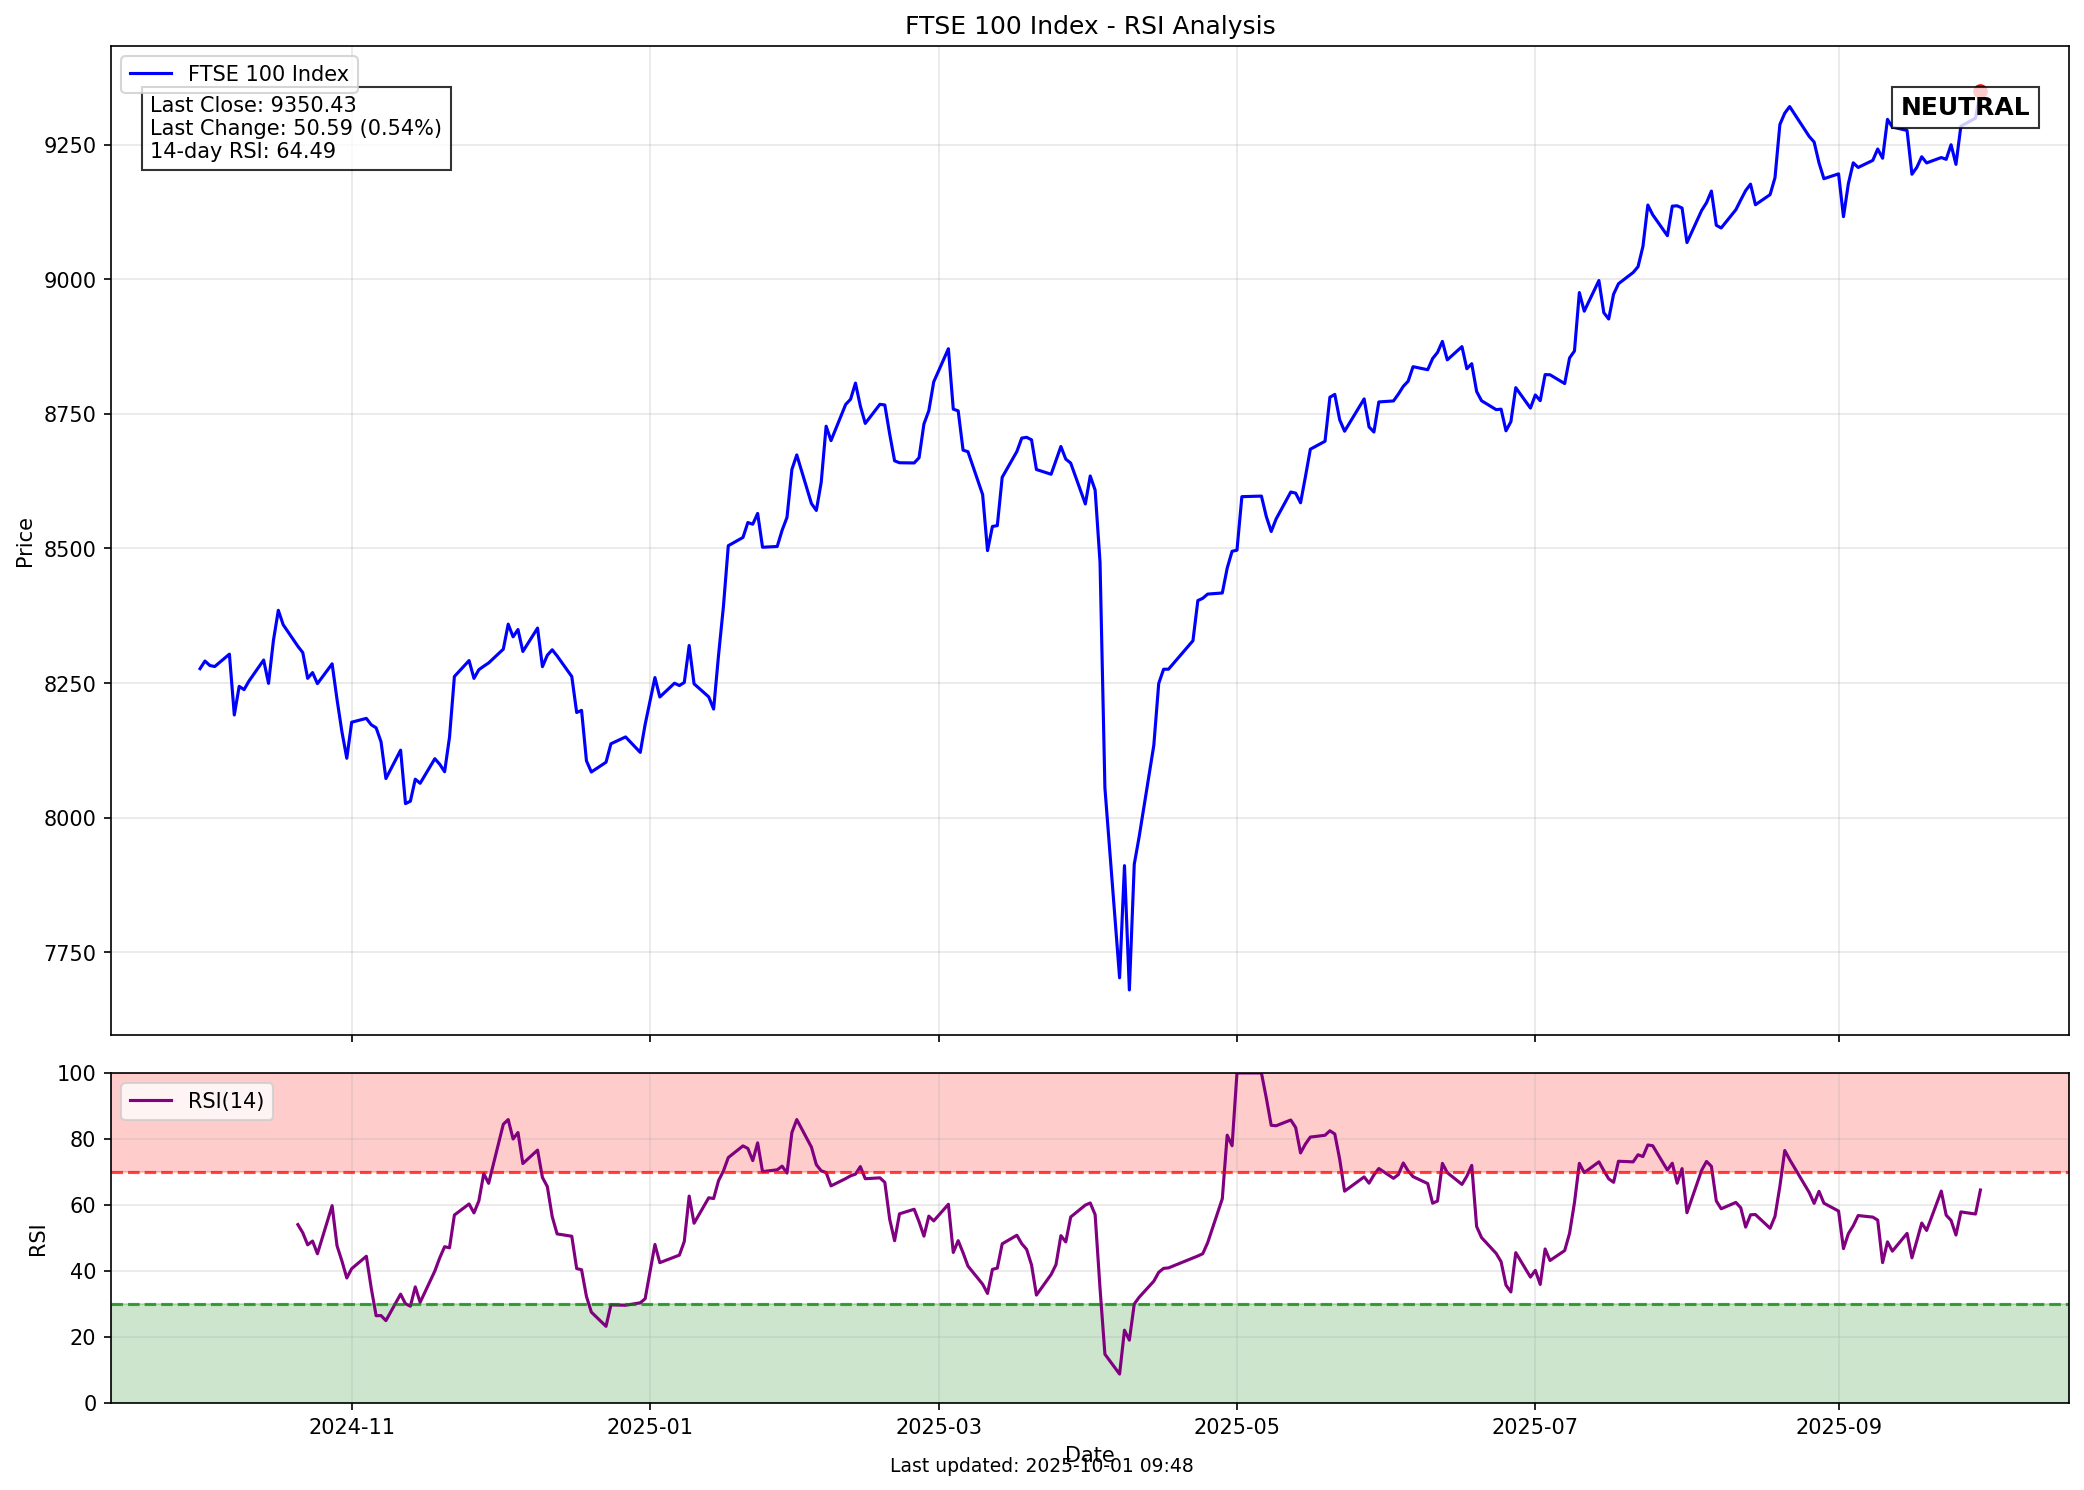 FTSE 100 Index - RSI Analysis
FTSE 100 Index
Last Close: 9350.43
Last Change: 50.59 (0.54%)
14-day RSI: 64.49
NEUTRAL
Price
9250
9000
8750
8500
8250
8000
7750
RSI(14)
RSI
100
80
60
40
20
0
2024-11
2025-01
2025-03
2025-05
2025-07
2025-09
Date
Last updated: 2025-10-01 09:48